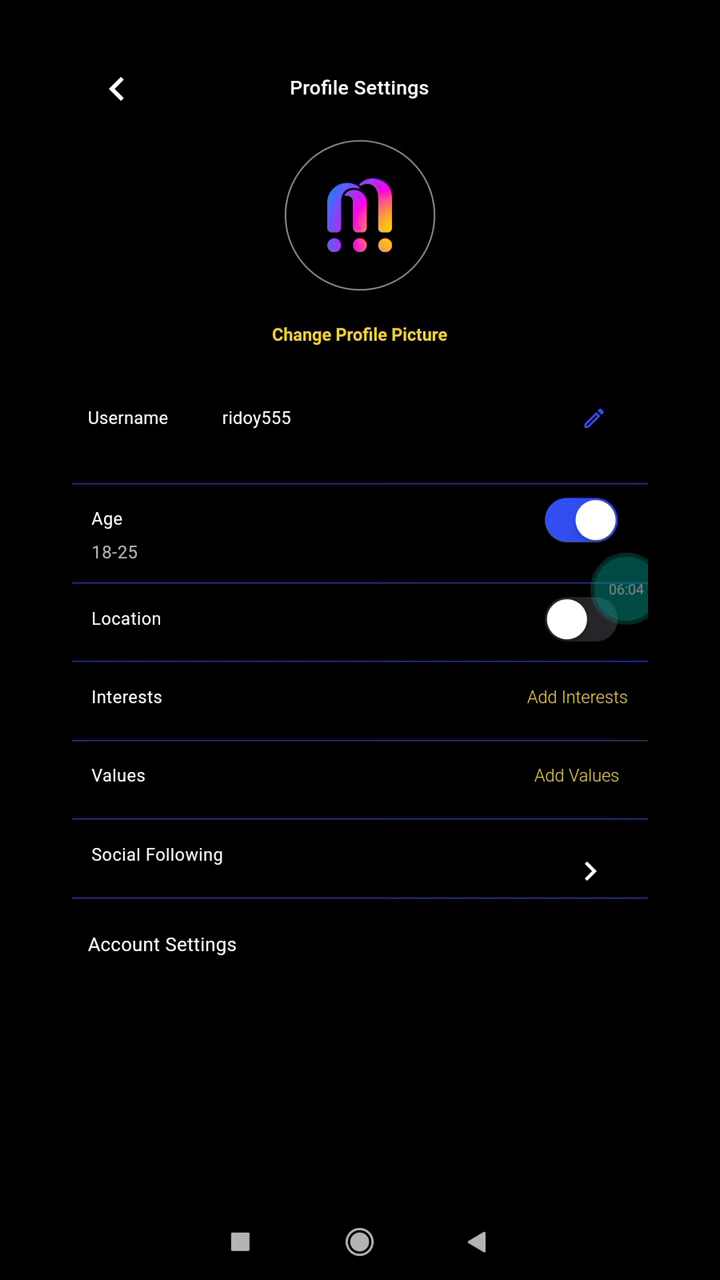 Profile Settings
Change Profile Picture
Username ridoy555
Age
18-25
06:04
Location
Interests Add Interests
Values Add Values
Social Following
Account Settings